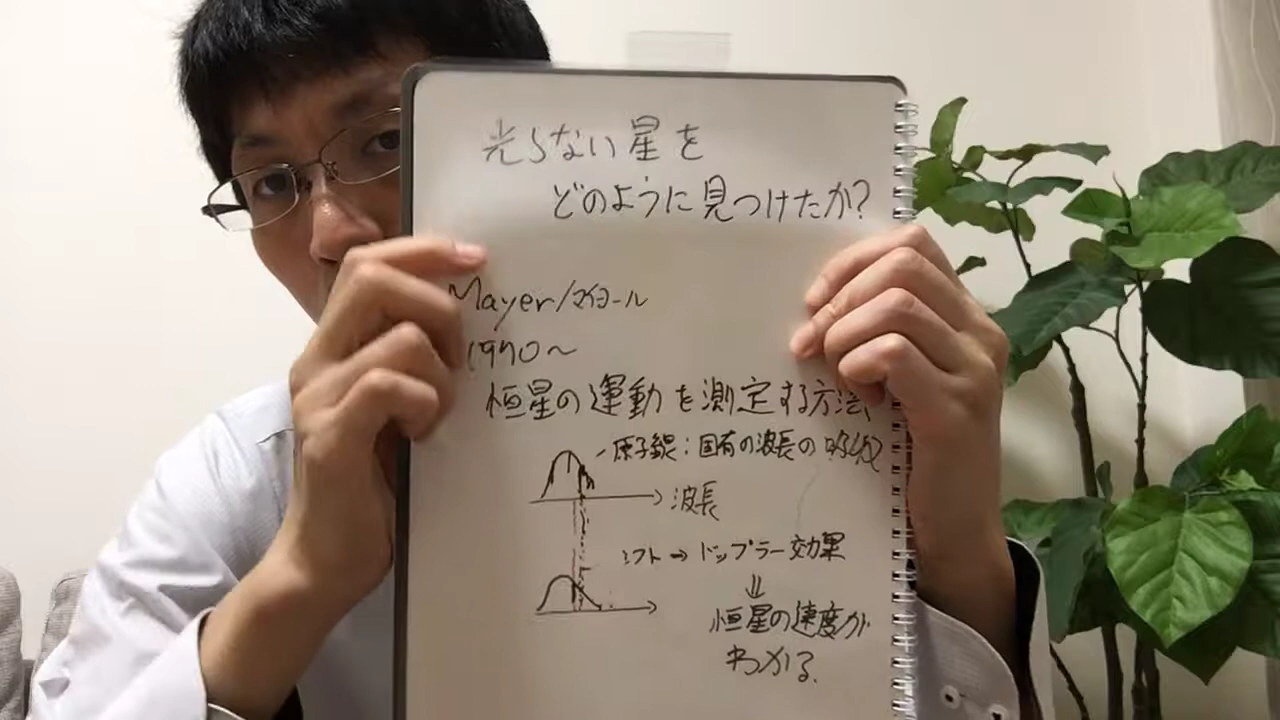 光らない星を
どのように見つけたか?
Mayer/マイヨール
1970〜
恒星の運動を測定する方法
原子線:固有の波長の吸収
波長
シフト ⇒ ドップラー効果
⇓
恒星の速度が
わかる.